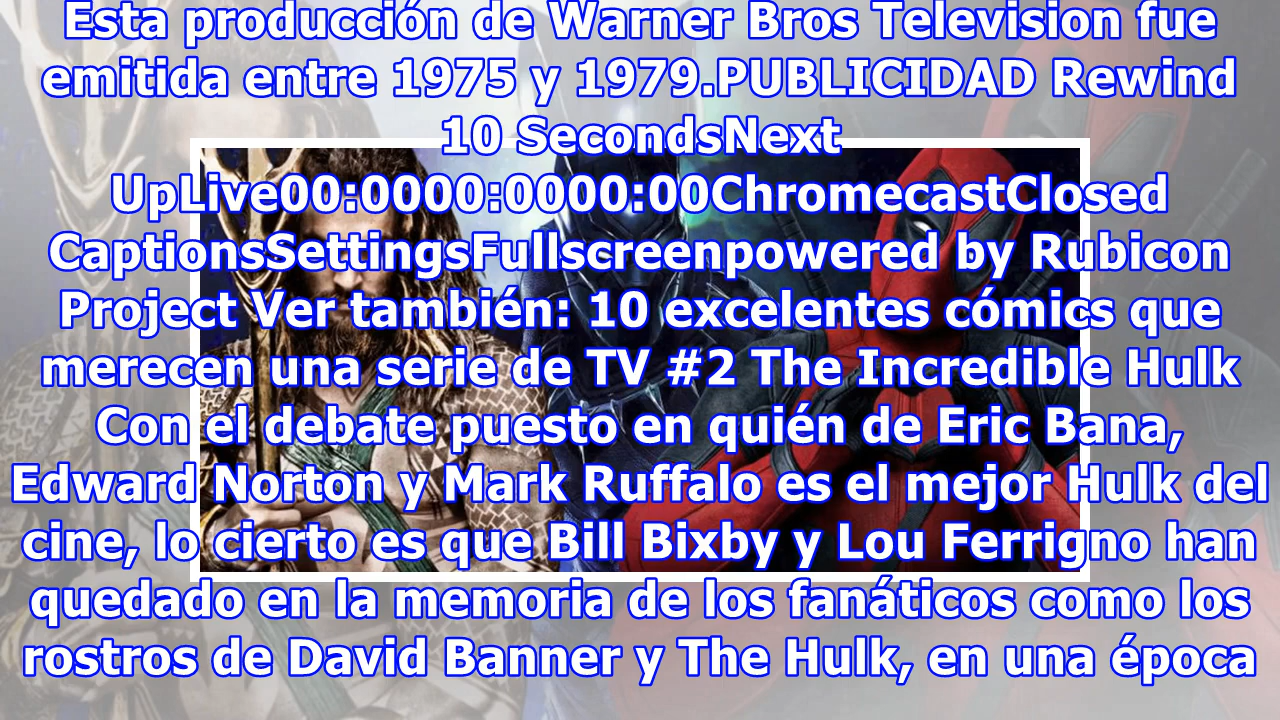 Esta producción de Warner Bros Television fue
emitida entre 1975 y 1979.PUBLICIDAD Rewind
10 SecondsNext
UpLive00:0000:0000:00ChromecastClosed
CaptionsSettingsFullscreenpowered by Rubicon
Project Ver también: 10 excelentes cómics que
merecen una serie de TV #2 The Incredible Hulk
Con el debate puesto en quién de Eric Bana,
Edward Norton y Mark Ruffalo es el mejor Hulk del
cine, lo cierto es que Bill Bixby y Lou Ferrigno han
quedado en la memoria de los fanáticos como los
rostros de David Banner y The Hulk, en una época